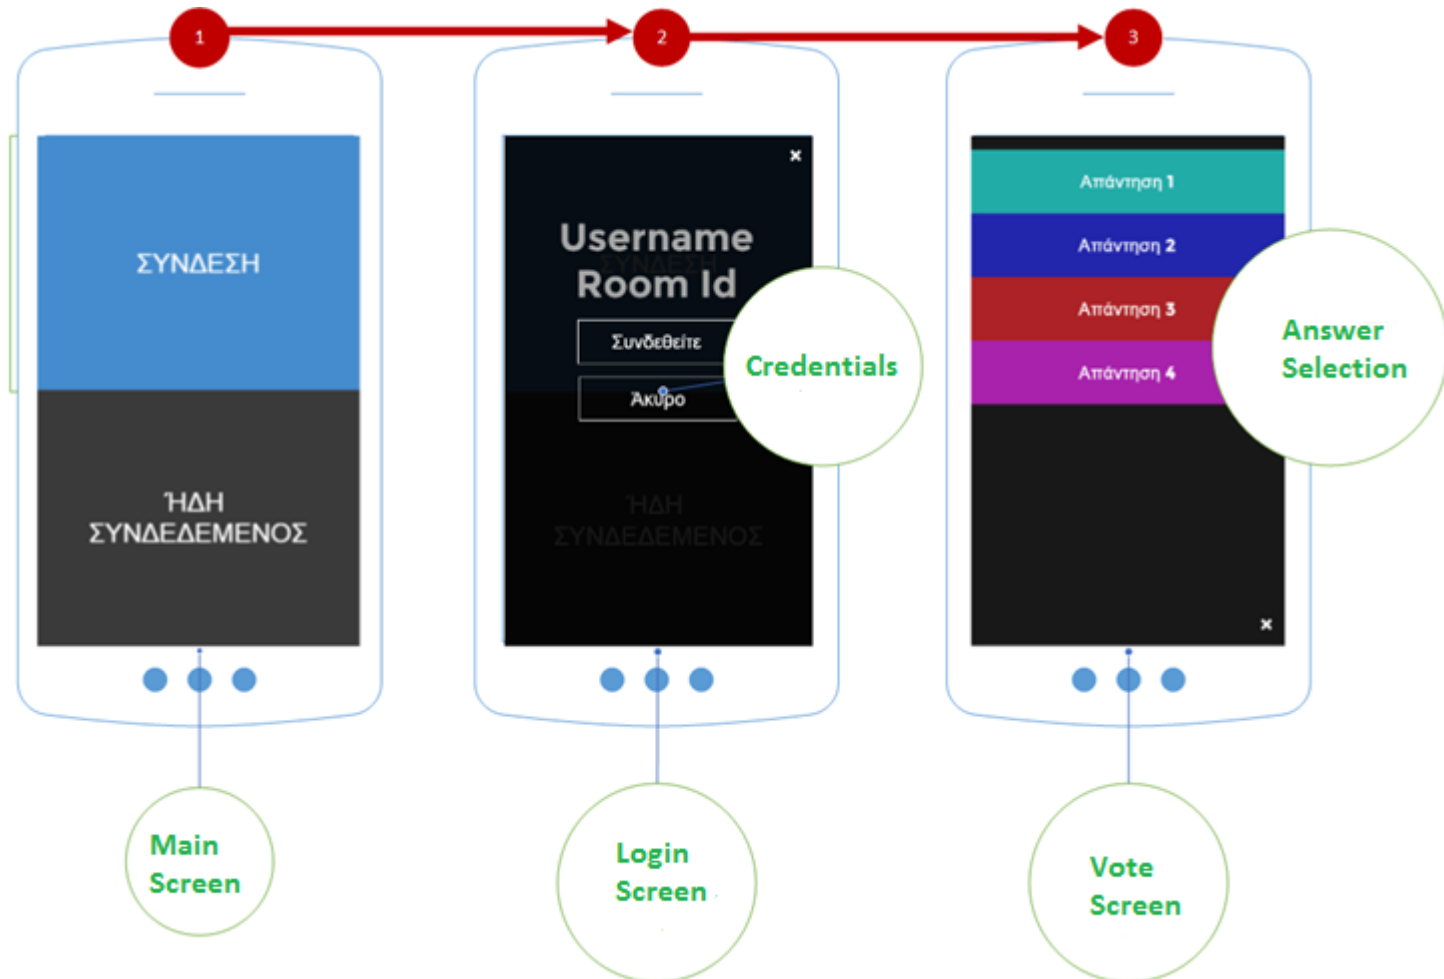 1
2
3
ΣΥΝΔΕΣΗ
ΉΔΗ
ΣΥΝΔΕΔΕΜΕΝΟΣ
×
Username
ΣΥΝΔΕΣΗ
Room Id
Συνδεθείτε
Άκυρο
ΉΔΗ
ΣΥΝΔΕΔΕΜΕΝΟΣ
Credentials
Απάντηση 1
Απάντηση 2
Απάντηση 3
Απάντηση 4
×
Answer
Selection
Main
Screen
Login
Screen
Vote
Screen